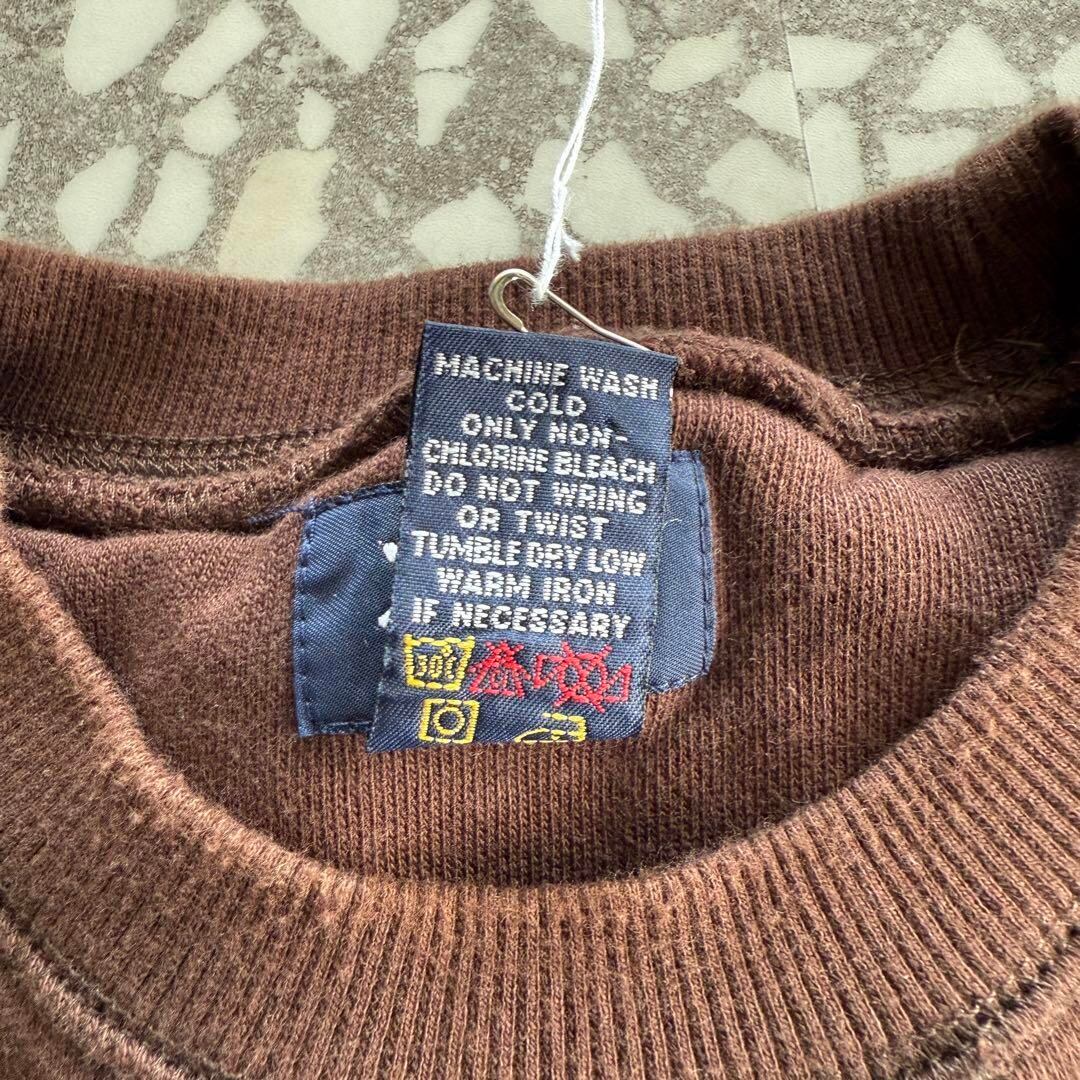 MACHINE WASH
COLD
ONLY NON-
CHLORINE BLEACH
DO NOT WRING
OR TWIST
TUMBLE DRY LOW
WARM IRON
IF NECESSARY